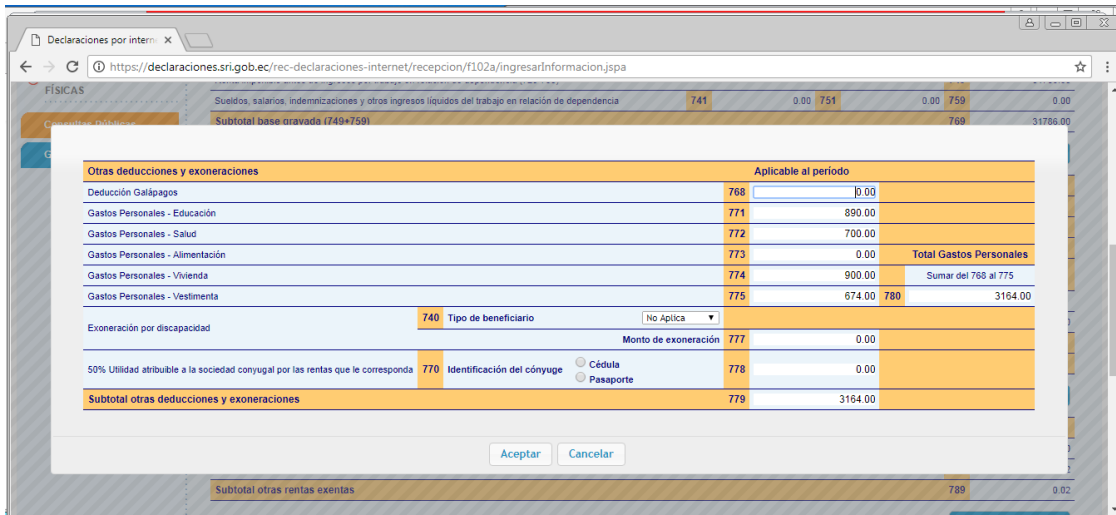 Declaraciones por intern
https://declaraciones.sri.gob.ec/rec-declaraciones-internet/recepcion/f102a/ingresarInformacion.jspa
FÍSICAS
Sueldos, salarios, indemnizaciones y otros ingresos líquidos del trabajo en relación de dependencia 741 0.00 751 0.00 759 0.00
Consultas Públicas
Subtotal base gravada (749+759) 769 31786.00
G
Otras deducciones y exoneraciones Aplicable al período
Deducción Galápagos 768 0.00
Gastos Personales - Educación 771 890.00
Gastos Personales - Salud 772 700.00
Gastos Personales - Alimentación 773 0.00 Total Gastos Personales
Gastos Personales - Vivienda 774 900.00 Sumar del 768 al 775
Gastos Personales - Vestimenta 775 674.00 780 3164.00
Exoneración por discapacidad 740 Tipo de beneficiario No Aplica
Monto de exoneración 777 0.00
50% Utilidad atribuible a la sociedad conyugal por las rentas que le corresponda 770 Identificación del cónyuge Cédula 778 0.00
Pasaporte
Subtotal otras deducciones y exoneraciones 779 3164.00
Aceptar Cancelar
Subtotal otras rentas exentas 789 0.02